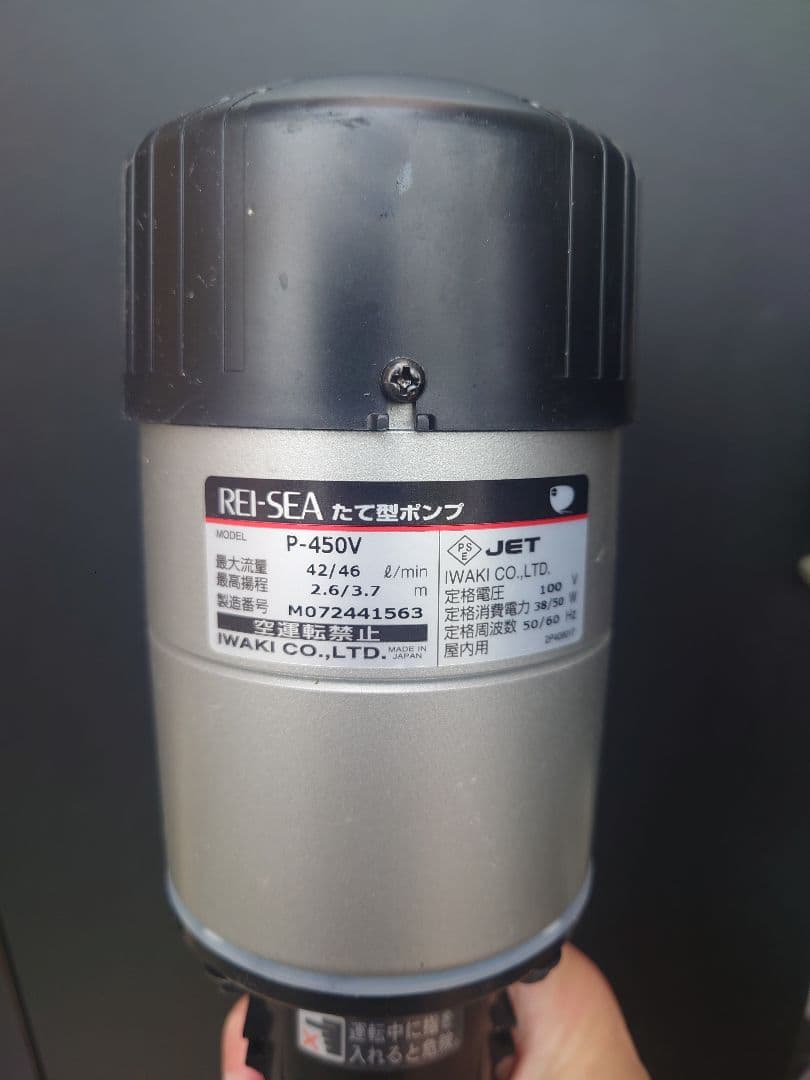 REI-SEA たて型ポンプ
MODEL P-450V
最大流量 42/46 ℓ/min
最高揚程 2.6/3.7 m
製造番号 M072441563
空運転禁止
IWAKI CO.,LTD. MADE IN JAPAN
PSE JET
IWAKI CO.,LTD.
定格電圧 100 V
定格消費電力 38/50 W
定格周波数 50/60 Hz
屋内用
運転中に指を
入れると危険。